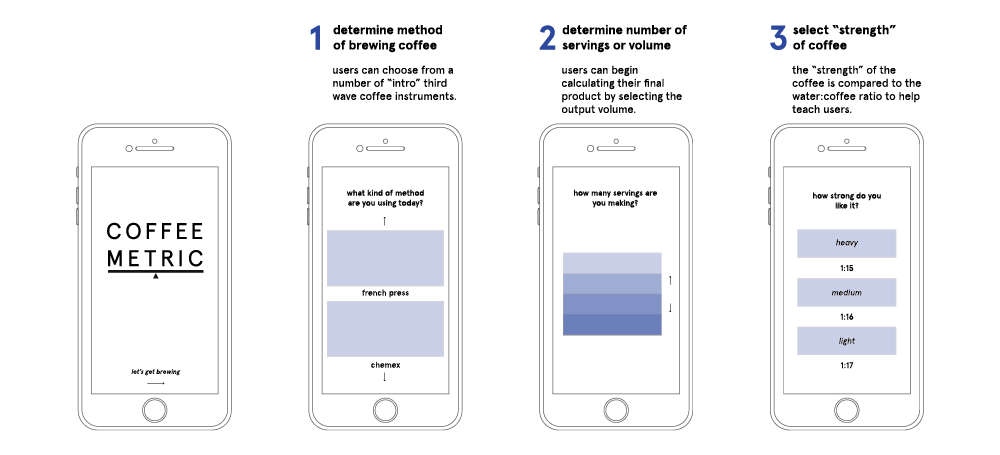 1 determine method
of brewing coffee
users can choose from a
number of “intro” third
wave coffee instruments.
2 determine number of
servings or volume
users can begin
calculating their final
product by selecting the
output volume.
3 select “strength”
of coffee
the “strength” of the
coffee is compared to the
water:coffee ratio to help
teach users.
COFFEE
METRIC
let's get brewing
what kind of method
are you using today?
french press
chemex
how many servings are
you making?
how strong do you
like it?
heavy
1:15
medium
1:16
light
1:17